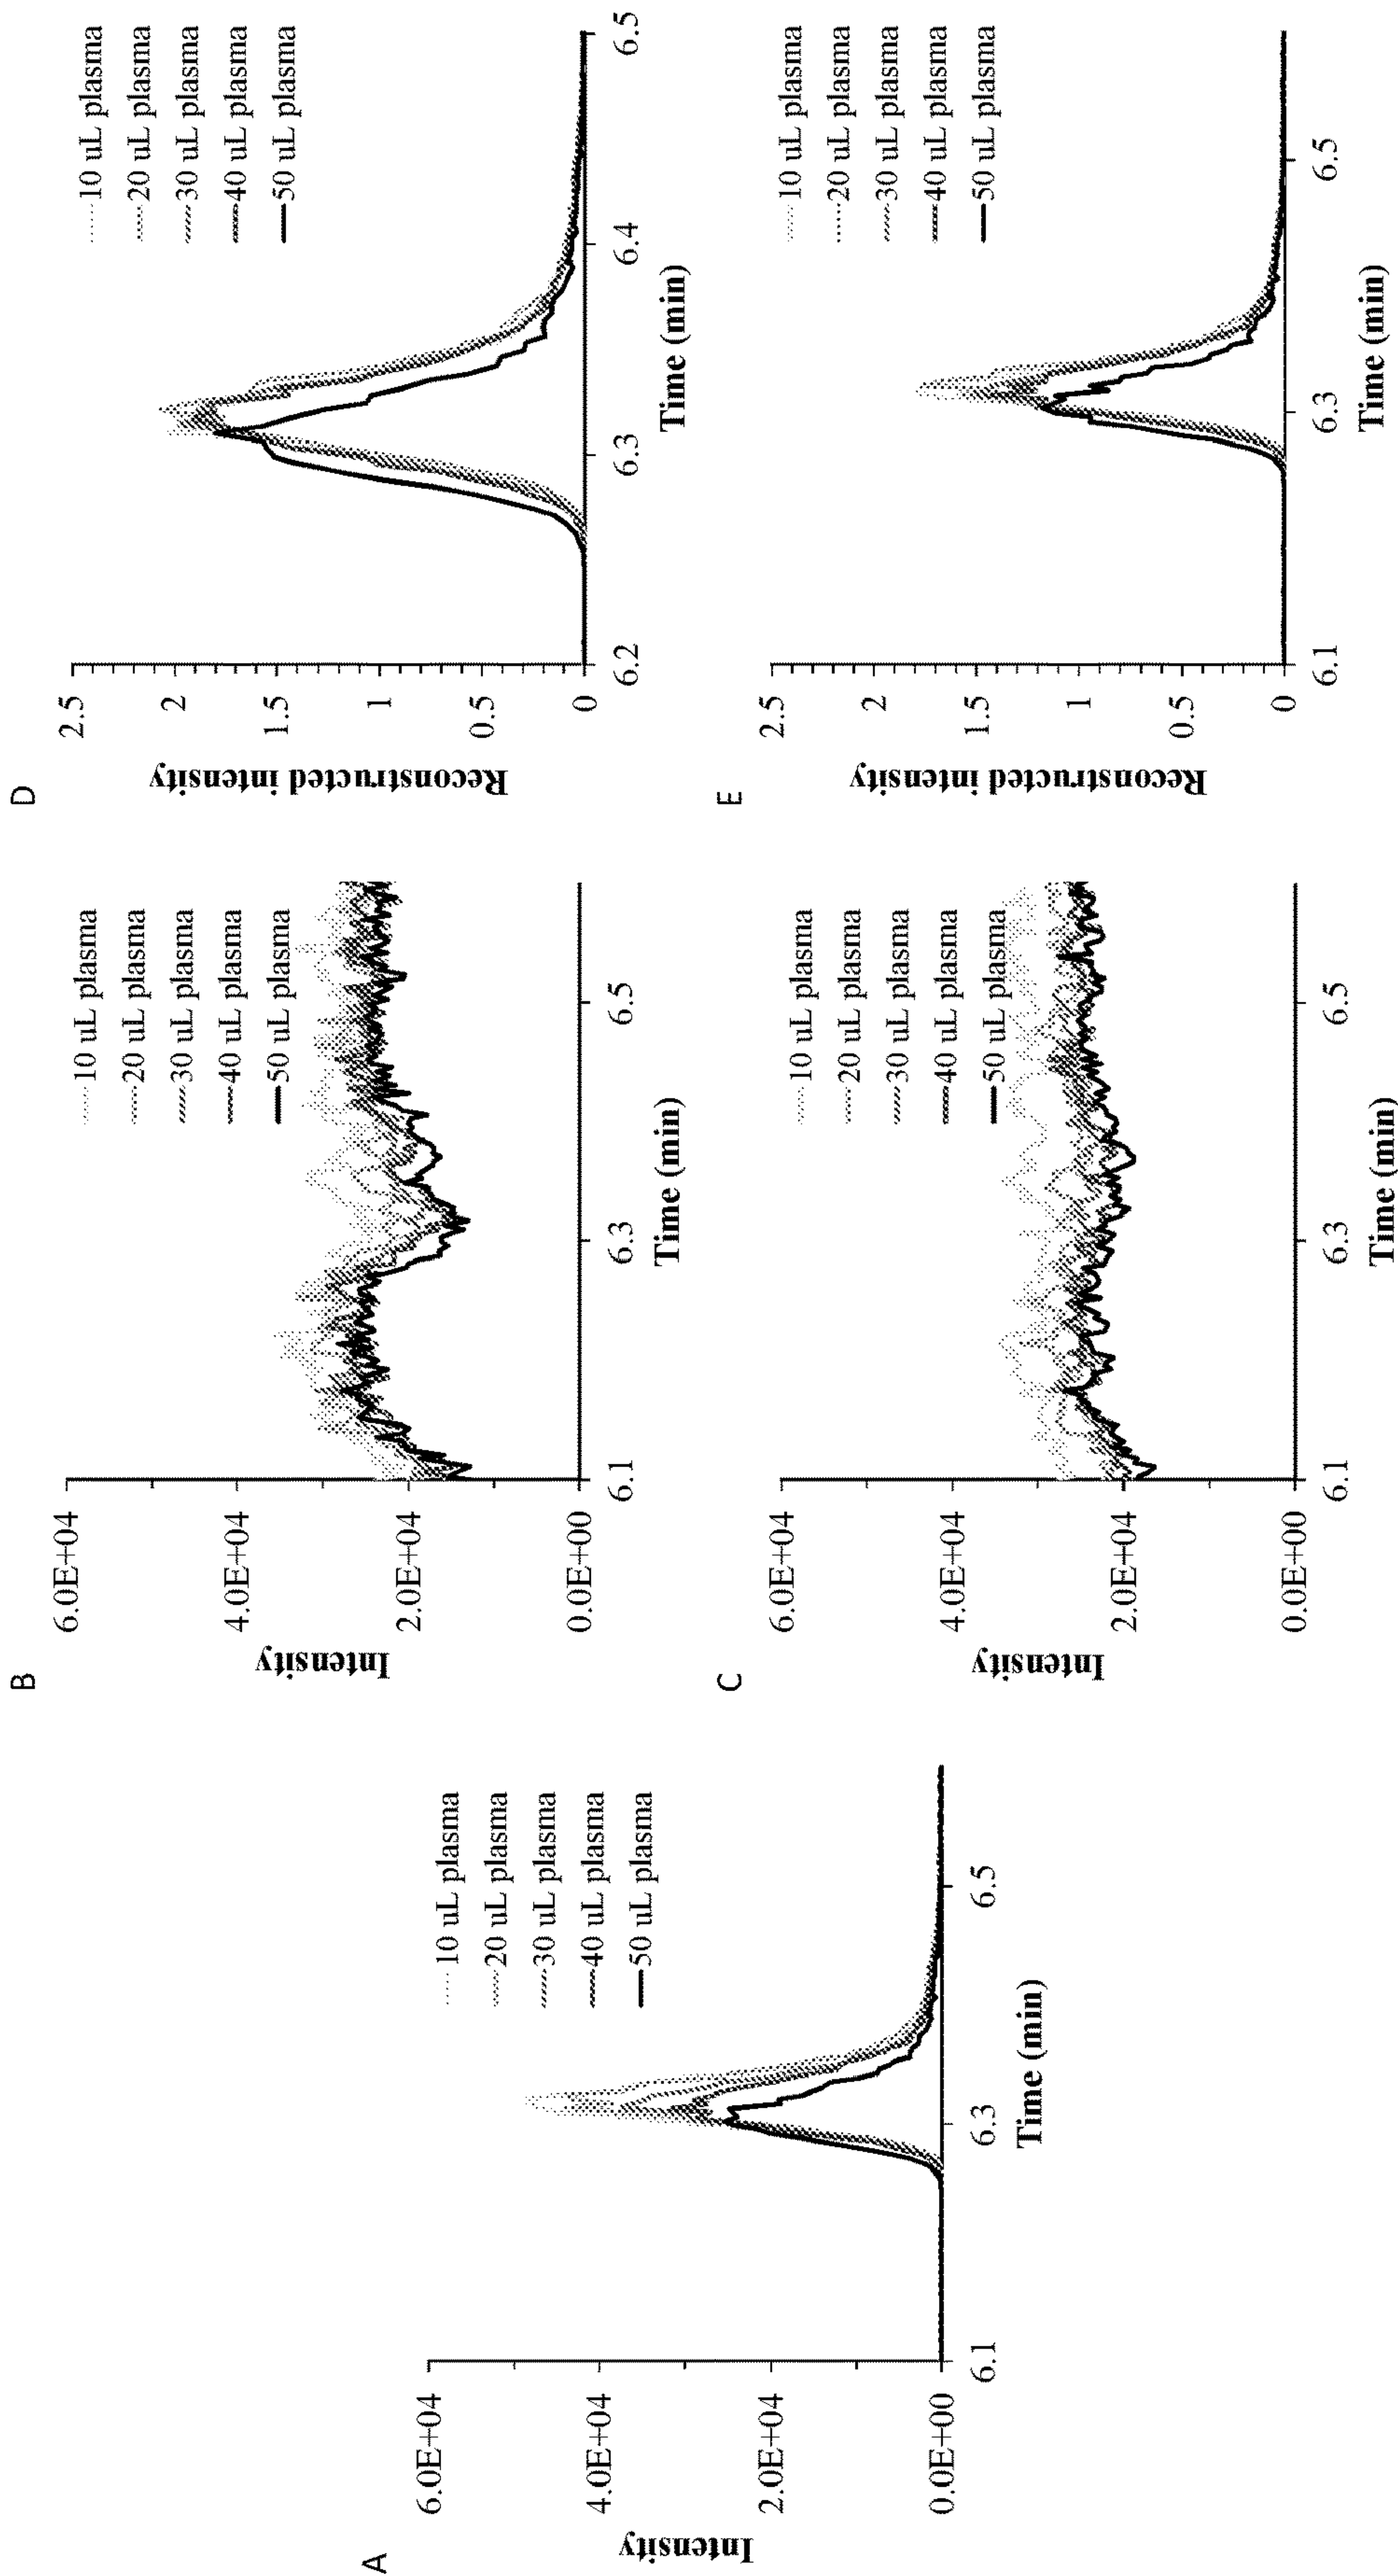 A
Intensity
6.0E+04
4.0E+04
2.0E+04
0.0E+00
6.1
6.3
6.5
Time (min)
10 uL plasma
20 uL plasma
30 uL plasma
40 uL plasma
50 uL plasma
B
Intensity
6.0E+04
4.0E+04
2.0E+04
0.0E+00
6.1
6.3
6.5
Time (min)
10 uL plasma
20 uL plasma
30 uL plasma
40 uL plasma
50 uL plasma
C
Intensity
6.0E+04
4.0E+04
2.0E+04
0.0E+00
6.1
6.3
6.5
Time (min)
10 uL plasma
20 uL plasma
30 uL plasma
40 uL plasma
50 uL plasma
D
Reconstructed intensity
2.5
2
1.5
1
0.5
0
6.2
6.3
6.4
6.5
Time (min)
10 uL plasma
20 uL plasma
30 uL plasma
40 uL plasma
50 uL plasma
E
Reconstructed intensity
2.5
2
1.5
1
0.5
0
6.1
6.3
6.5
Time (min)
10 uL plasma
20 uL plasma
30 uL plasma
40 uL plasma
50 uL plasma